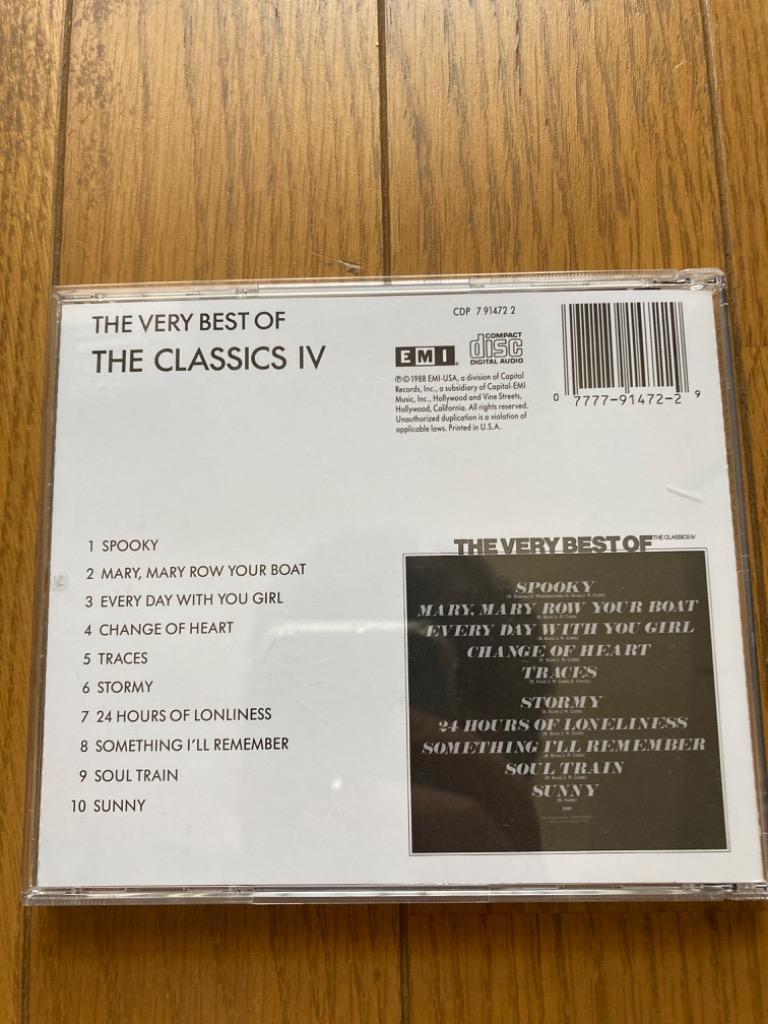 THE VERY BEST OF
THE CLASSICS IV
CDP 7 91472 2
EMI
COMPACT
disc
DIGITAL AUDIO
℗© 1988 EMI-USA, a division of Capitol
Records, Inc., a subsidiary of Capitol-EMI
Music, Inc., Hollywood and Vine Streets,
Hollywood, California. All rights reserved.
Unauthorized duplication is a violation of
applicable laws. Printed in U.S.A.
0 7777-91472-2 9
1 SPOOKY
2 MARY, MARY ROW YOUR BOAT
3 EVERY DAY WITH YOU GIRL
4 CHANGE OF HEART
5 TRACES
6 STORMY
7 24 HOURS OF LONLINESS
8 SOMETHING I'LL REMEMBER
9 SOUL TRAIN
10 SUNNY
THE VERY BEST OF THE CLASSICS IV
SPOOKY
MARY, MARY ROW YOUR BOAT
EVERY DAY WITH YOU GIRL
CHANGE OF HEART
TRACES
STORMY
24 HOURS OF LONELINESS
SOMETHING I'LL REMEMBER
SOUL TRAIN
SUNNY